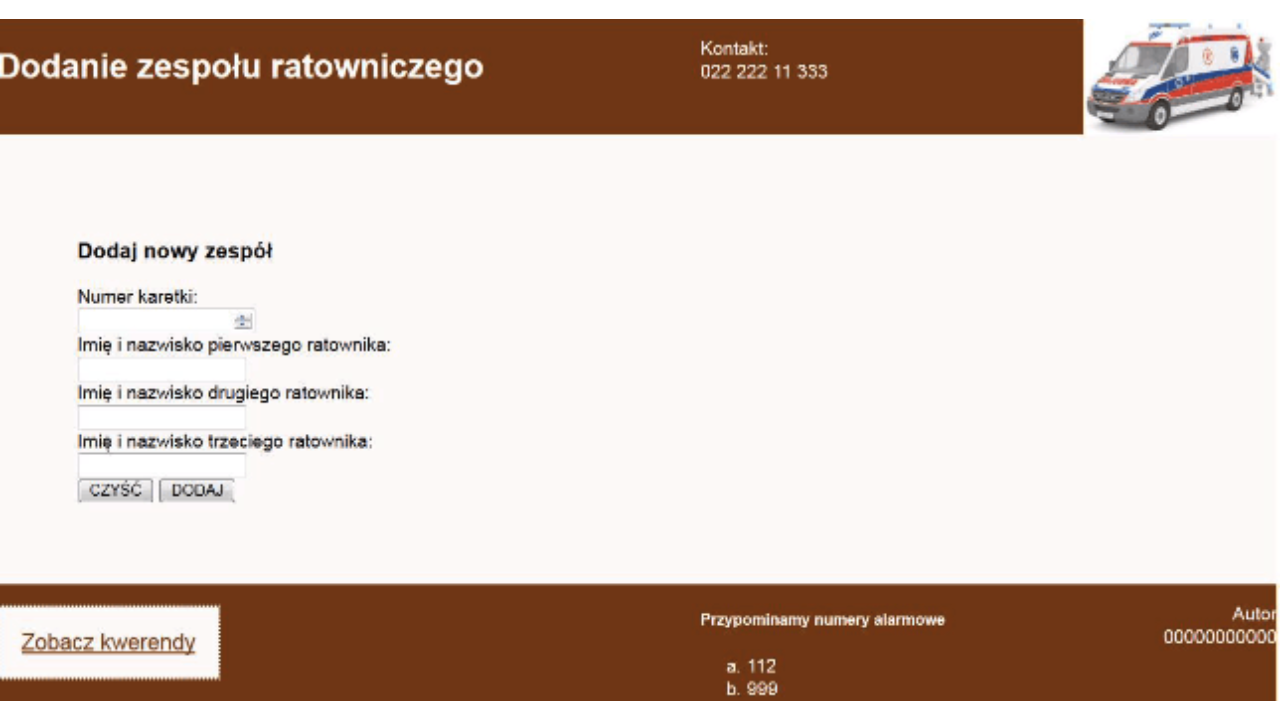 Dodanie zespołu ratowniczego
Kontakt:
022 222 11 333
Dodaj nowy zespół
Numer karetki:
Imię i nazwisko pierwszego ratownika:
Imię i nazwisko drugiego ratownika:
Imię i nazwisko trzeciego ratownika:
CZYŚĆ DODAJ
Zobacz kwerendy
Przypominamy numery alarmowe
a. 112
b. 999
Autor
00000000000